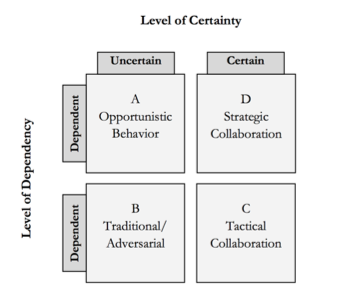 Level of Certainty
Uncertain
Certain
Level of Dependency
Dependent
A
Opportunistic
Behavior
D
Strategic
Collaboration
Dependent
B
Traditional/
Adversarial
C
Tactical
Collaboration